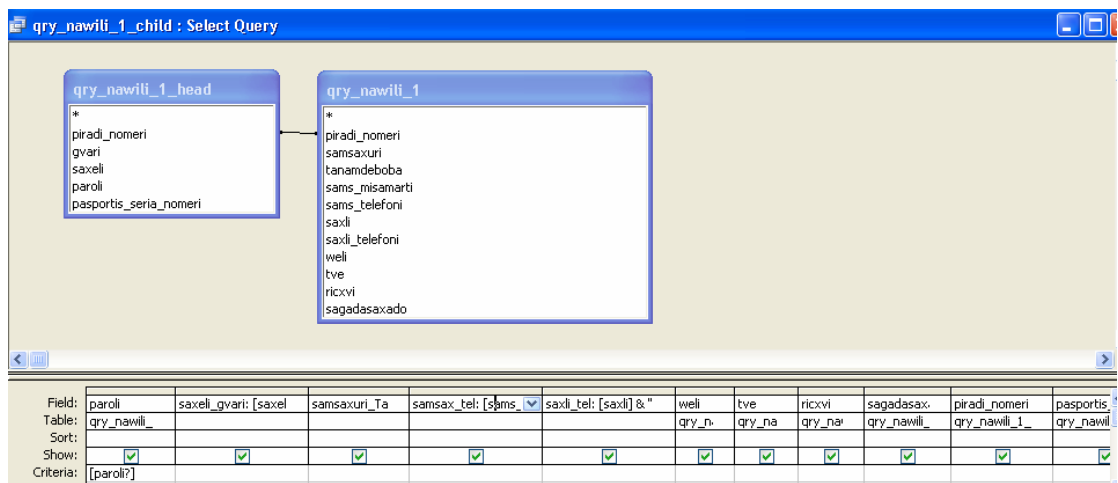 qry_nawili_1_child : Select Query
qry_nawili_1_head
*
piradi_nomeri
gvari
saxeli
paroli
pasportis_seria_nomeri
qry_nawili_1
*
piradi_nomeri
samsaxuri
tanamdeboba
sams_misamarti
sams_telefoni
saxli
saxli_telefoni
weli
tve
ricxvi
sagadasaxado
Field: paroli saxeli_gvari: [saxel samsaxuri_Ta samsax_tel: [sams_ saxli_tel: [saxli] & " weli tve ricxvi sagadasax. piradi_nomeri pasportis_
Table: qry_nawili_ qry_n. qry_na qry_na qry_nawili_ qry_nawili_1_ qry_nawil
Sort:
Show:
Criteria: [paroli?]